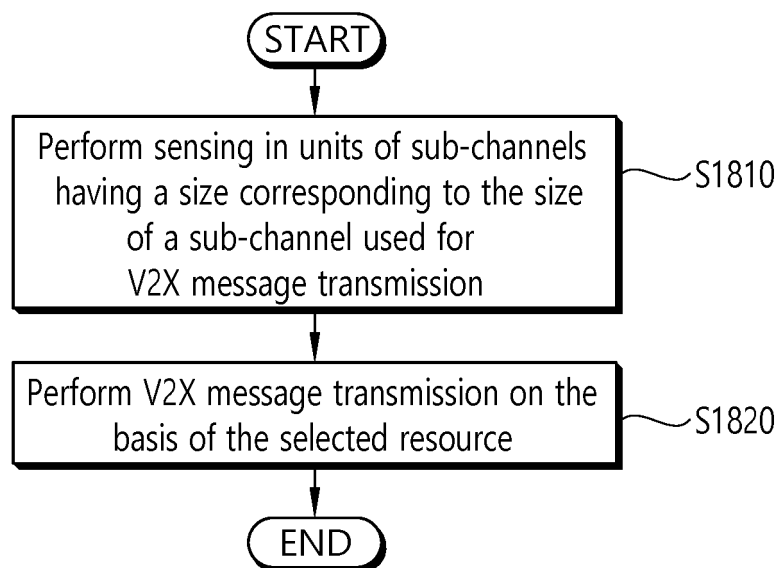 START
Perform sensing in units of sub-channels
having a size corresponding to the size
of a sub-channel used for
V2X message transmission
S1810
Perform V2X message transmission on the
basis of the selected resource
S1820
END